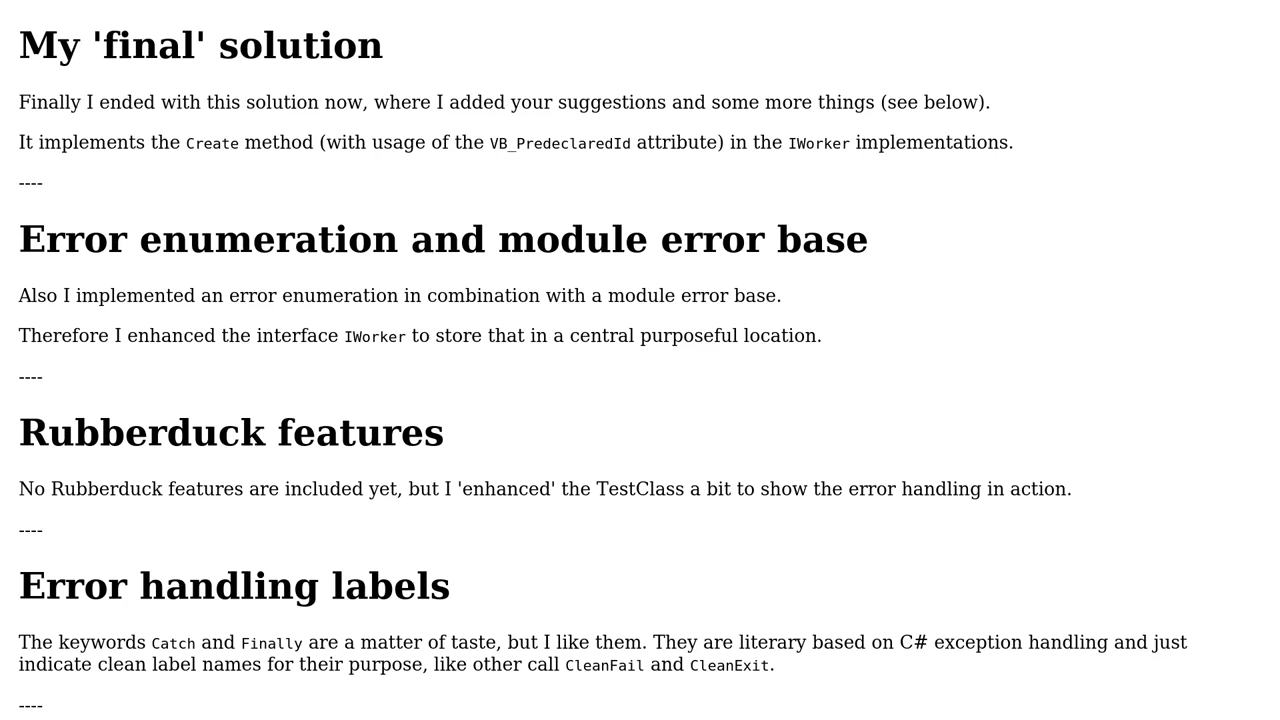 My 'final' solution
Finally I ended with this solution now, where I added your suggestions and some more things (see below).
It implements the Create method (with usage of the VB_PredeclaredId attribute) in the IWorker implementations.
----
Error enumeration and module error base
Also I implemented an error enumeration in combination with a module error base.
Therefore I enhanced the interface IWorker to store that in a central purposeful location.
----
Rubberduck features
No Rubberduck features are included yet, but I 'enhanced' the TestClass a bit to show the error handling in action.
----
Error handling labels
The keywords Catch and Finally are a matter of taste, but I like them. They are literary based on C# exception handling and just
indicate clean label names for their purpose, like other call CleanFail and CleanExit.
----